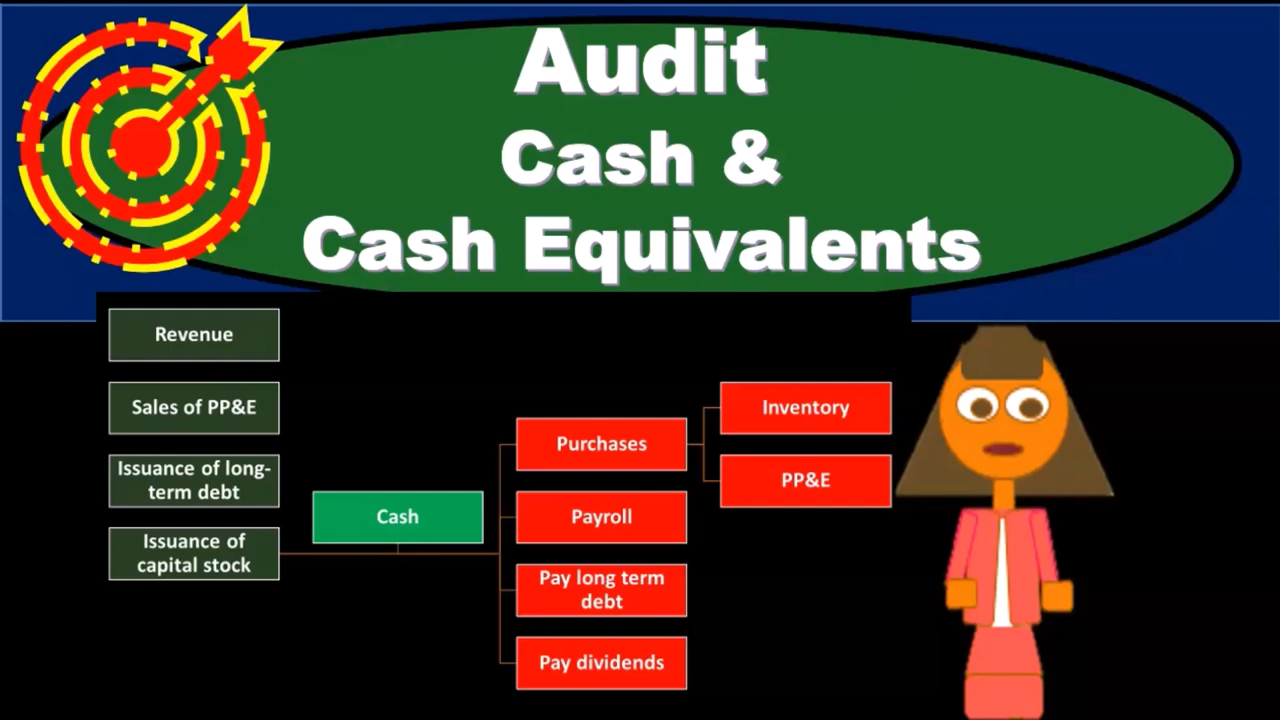 Audit
Cash &
Cash Equivalents
Revenue
Sales of PP&E
Issuance of long-
term debt
Issuance of
capital stock
Cash
Purchases
Payroll
Pay long term
debt
Pay dividends
Inventory
PP&E